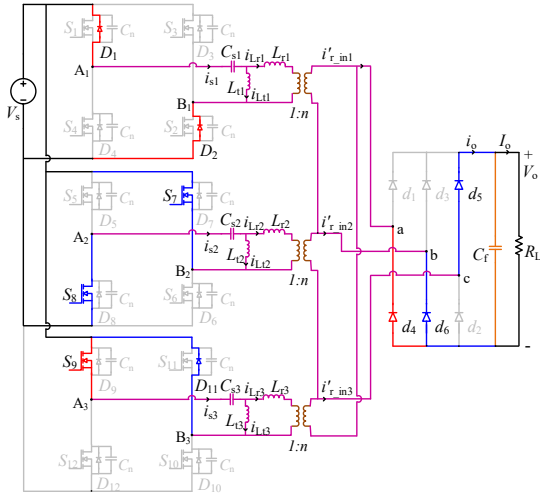 S1 Cn S3 Cn
D1 D3
Vs
A1 Cs1 iLr1 Lr1 i'r_in1
is1 Lt1 iLt1
B1
S4 Cn S2 Cn 1:n
D4 D2
S5 Cn S7 Cn
D5 D7
A2 Cs2 iLr2 Lr2 i'r_in2
is2 Lt2 iLt2
B2
S8 Cn S6 Cn 1:n
D8 D6
S9 Cn S11 Cn
D9 D11
A3 Cs3 iLr3 Lr3 i'r_in3
is3 Lt3 iLt3
B3
S12 Cn S10 Cn 1:n
D12 D10
io Io
+
Vo
d1 d3 d5
a
b
c
Cf RL
d4 d6 d2
-